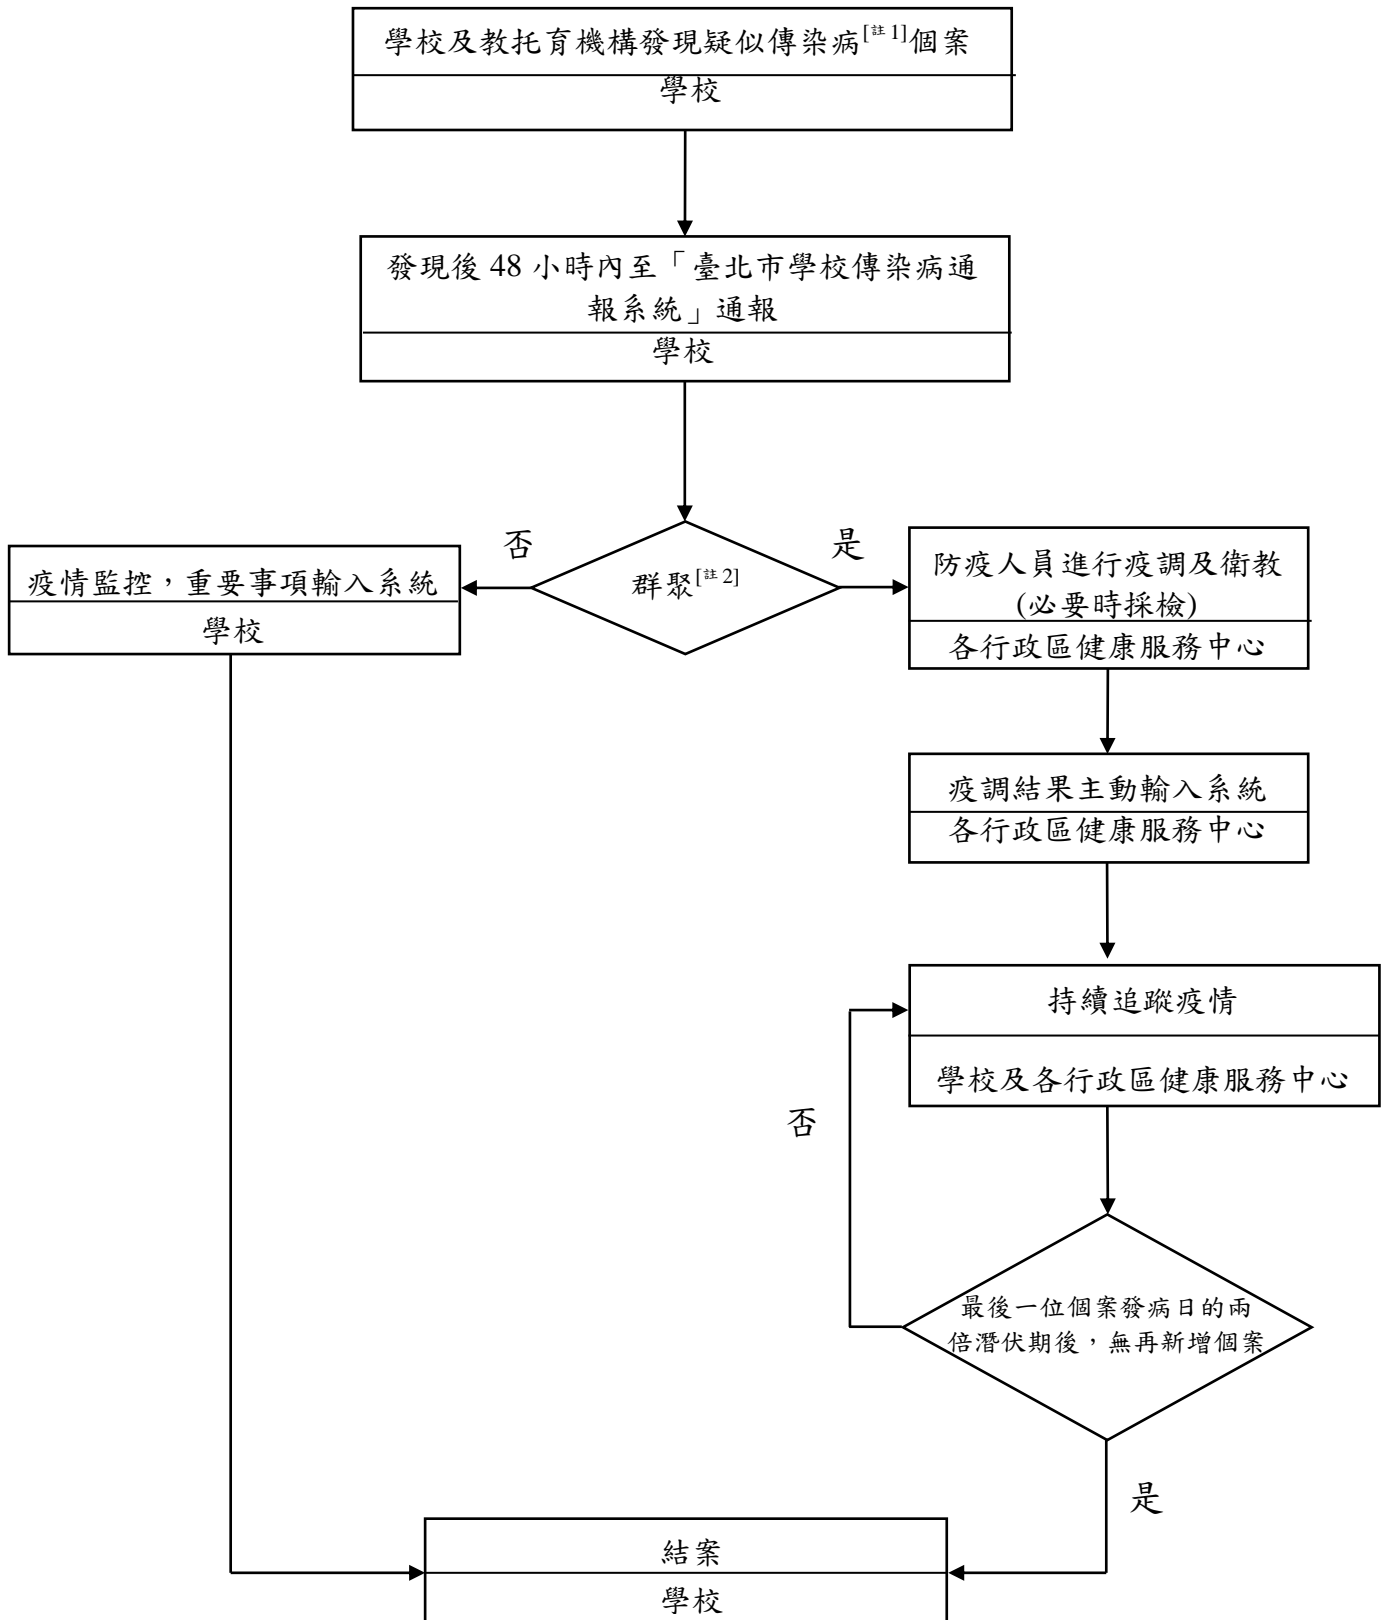 學校及教托育機構發現疑似傳染病[註1]個案
學校
發現後 48 小時內至「臺北市學校傳染病通
報系統」通報
學校
否
是
群聚[註2]
疫情監控，重要事項輸入系統
學校
防疫人員進行疫調及衛教
(必要時採檢)
各行政區健康服務中心
疫調結果主動輸入系統
各行政區健康服務中心
持續追蹤疫情
學校及各行政區健康服務中心
否
最後一位個案發病日的兩
倍潛伏期後，無再新增個案
是
結案
學校